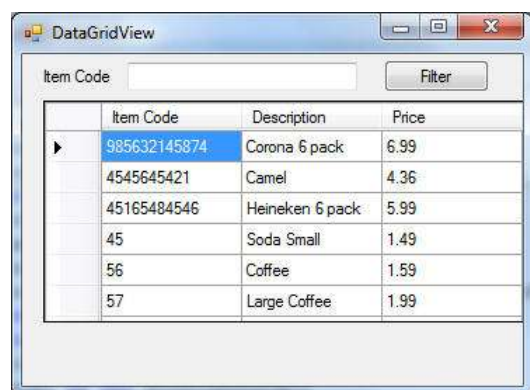 DataGridView
Item Code Filter
Item Code Description Price
985632145874 Corona 6 pack 6.99
4545645421 Camel 4.36
45165484546 Heineken 6 pack 5.99
45 Soda Small 1.49
56 Coffee 1.59
57 Large Coffee 1.99